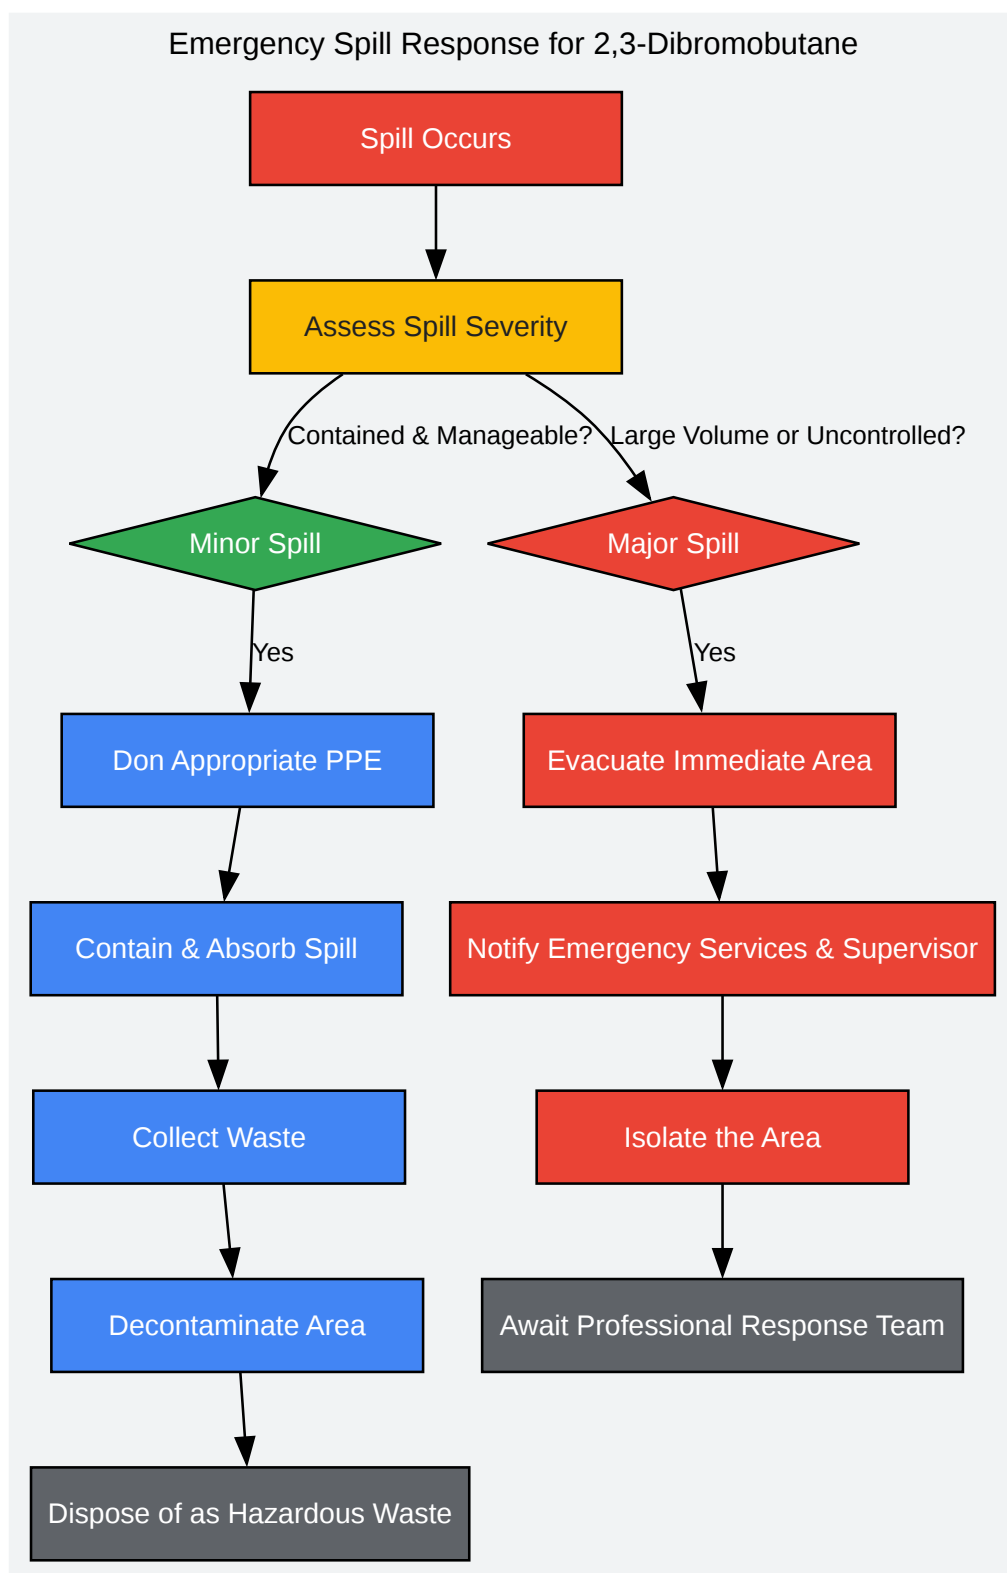 Emergency Spill Response for 2,3-Dibromobutane
Spill Occurs
Assess Spill Severity
Contained & Manageable?
Large Volume or Uncontrolled?
Minor Spill
Major Spill
Yes
Yes
Don Appropriate PPE
Evacuate Immediate Area
Contain & Absorb Spill
Notify Emergency Services & Supervisor
Collect Waste
Isolate the Area
Decontaminate Area
Await Professional Response Team
Dispose of as Hazardous Waste